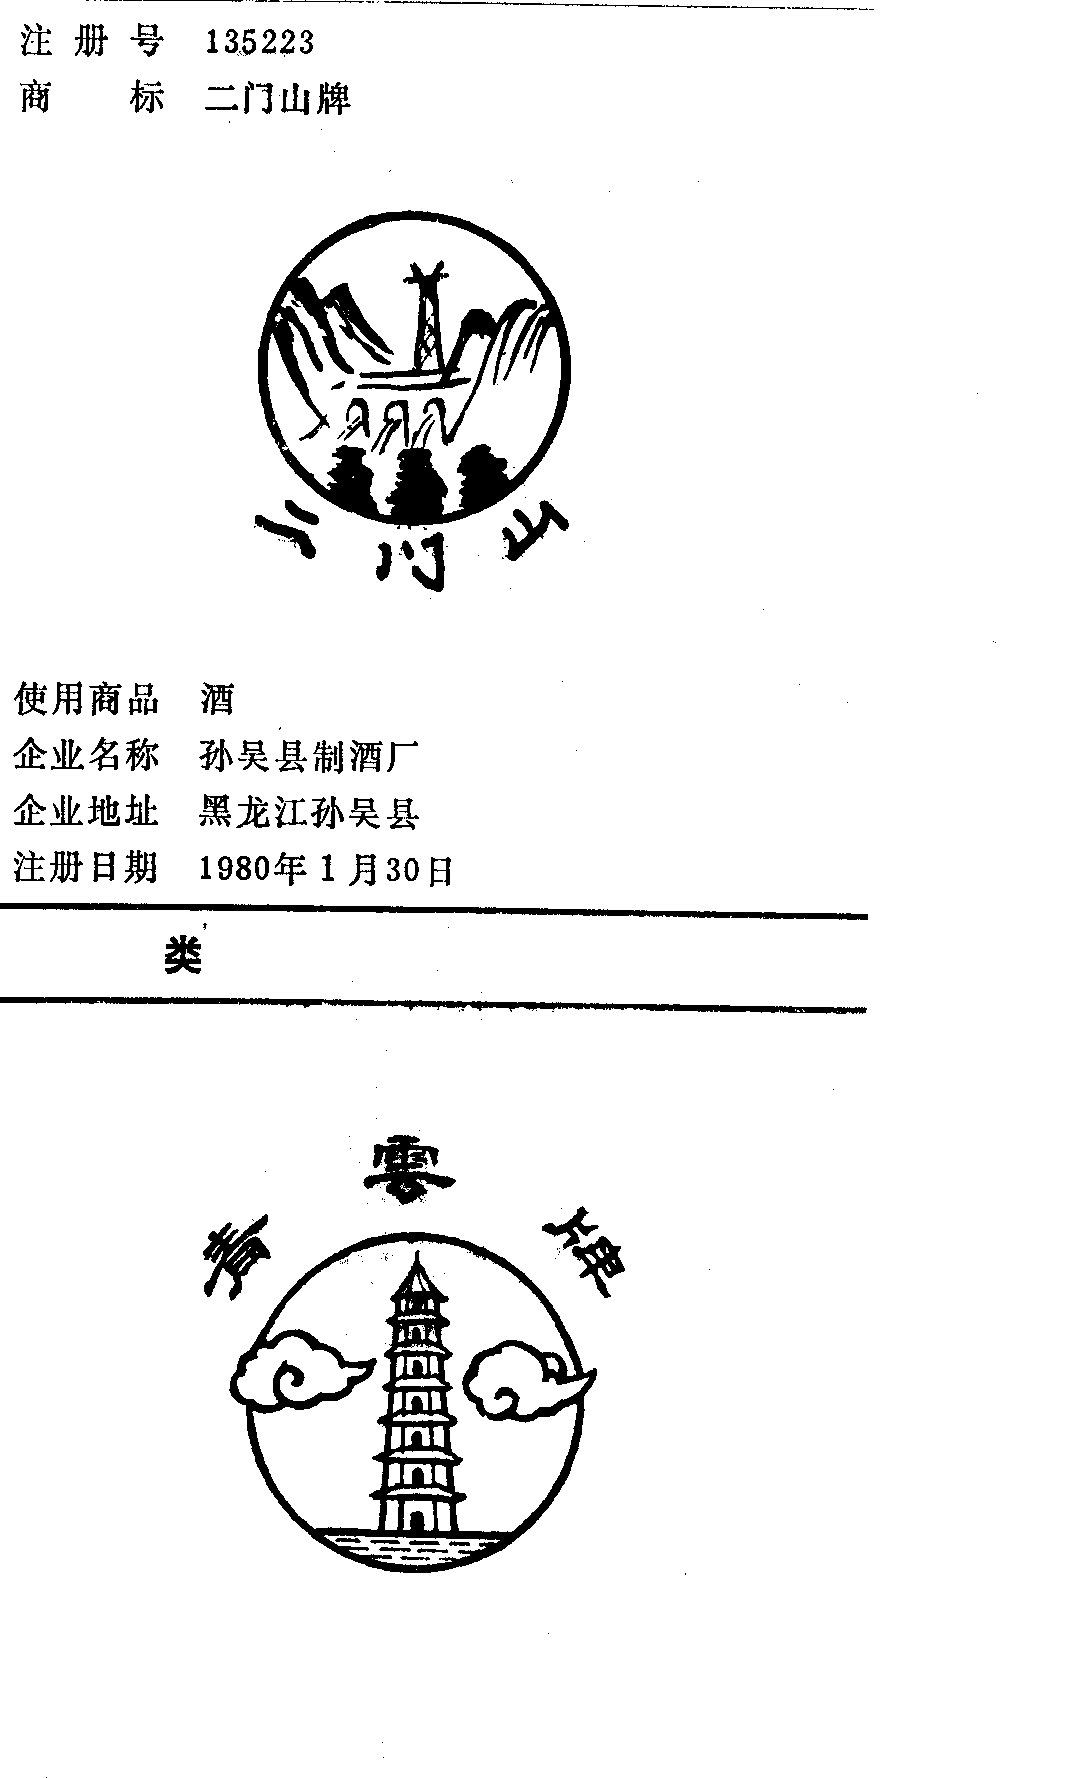 注册号 135223
商标 二门山牌
二门山
使用商品 酒
企业名称 孙吴县制酒厂
企业地址 黑龙江孙吴县
注册日期 1980年1月30日
类
青雲牌